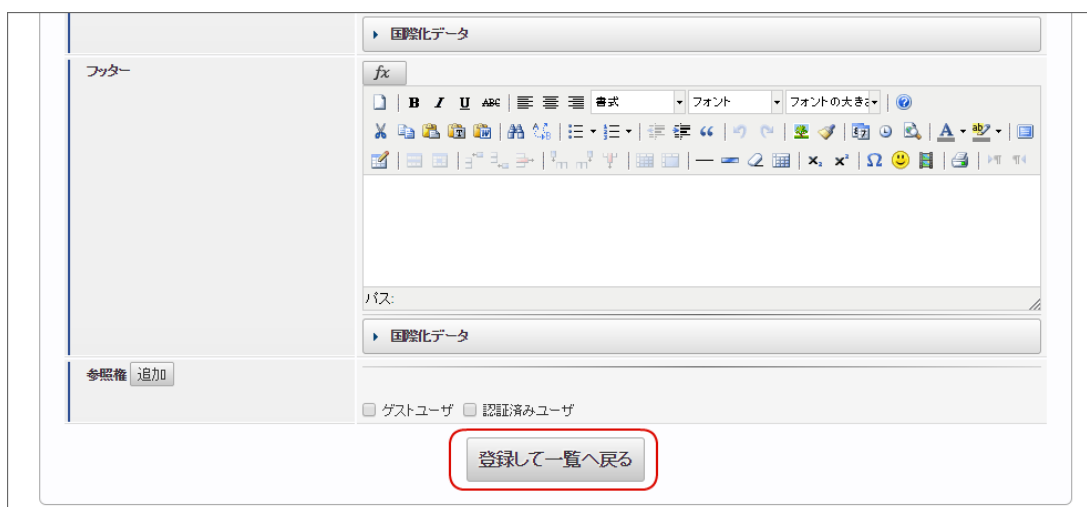 国際化データ
フッター
fx
B I U ABC 書式 フォント フォントの大きさ
パス:
国際化データ
参照権 追加
ゲストユーザ 認証済みユーザ
登録して一覧へ戻る